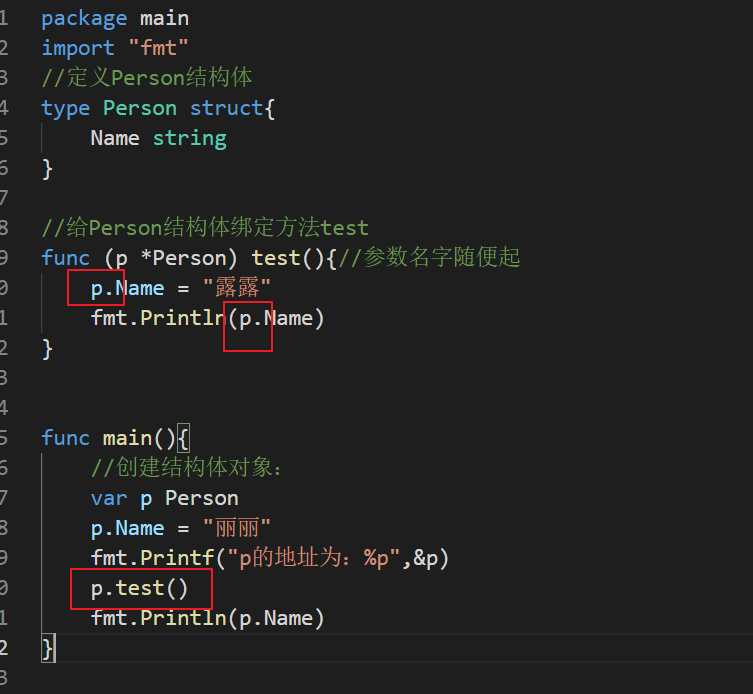 1 package main
2 import "fmt"
3 //定义Person结构体
4 type Person struct{
5 Name string
6 }
7
8 //给Person结构体绑定方法test
9 func (p *Person) test(){//参数名字随便起
0 p.Name = "露露"
1 fmt.Println(p.Name)
2 }
3
4
5 func main(){
6 //创建结构体对象：
7 var p Person
8 p.Name = "丽丽"
9 fmt.Printf("p的地址为：%p",&p)
0 p.test()
1 fmt.Println(p.Name)
2 }
3